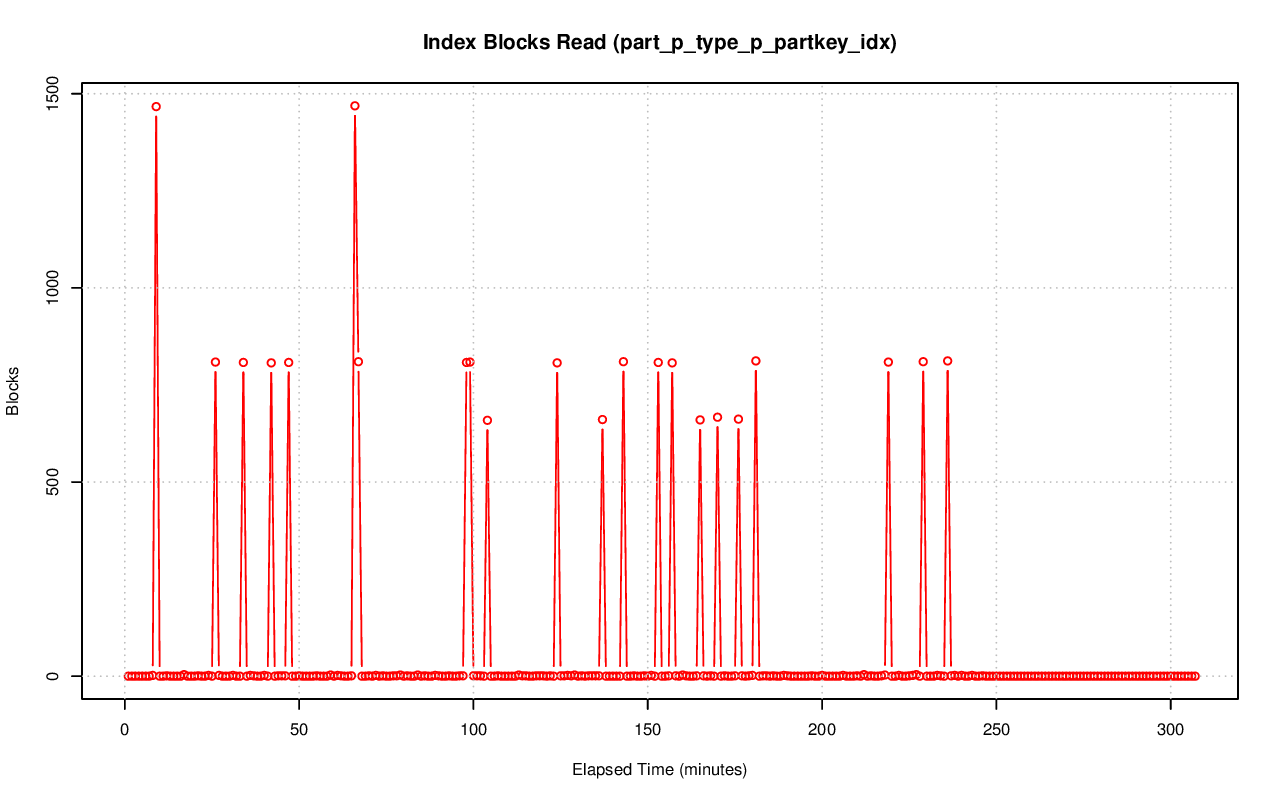 Index Blocks Read (part_p_type_p_partkey_idx)
1500
1000
500
0
Blocks
0 50 100 150 200 250 300
Elapsed Time (minutes)